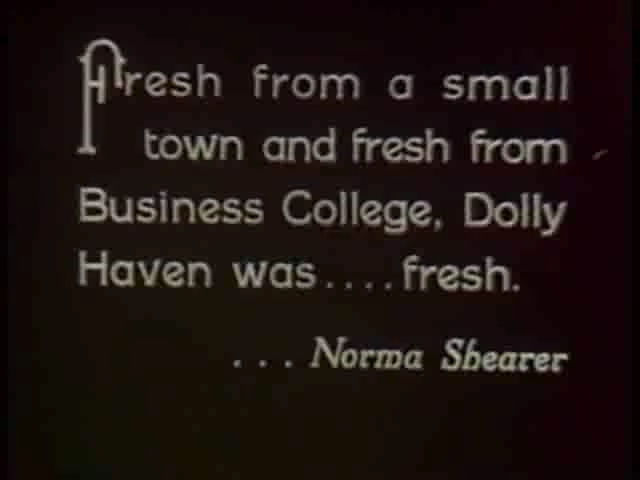 Fresh from a small
town and fresh from
Business College, Dolly
Haven was....fresh.
...Norma Shearer